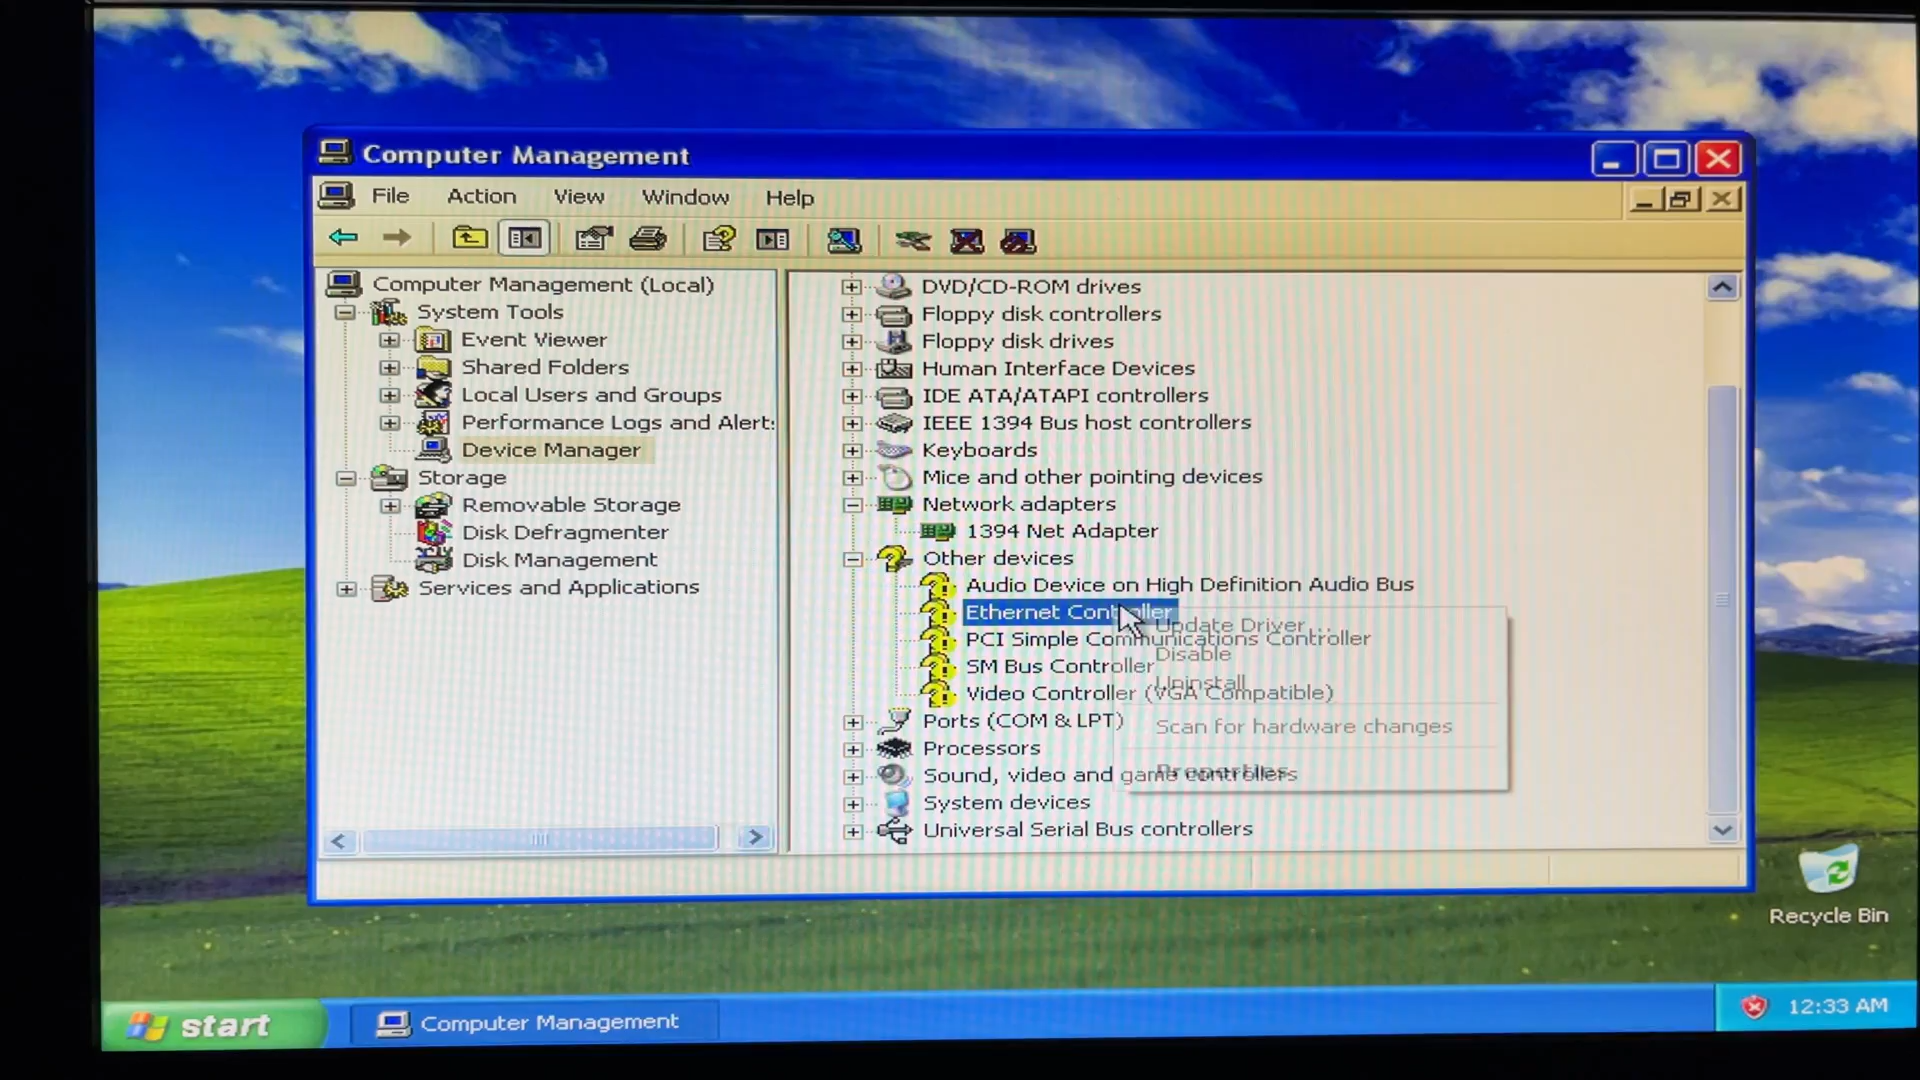 Computer Management
File Action View Window Help
Computer Management (Local)
System Tools
Event Viewer
Shared Folders
Local Users and Groups
Performance Logs and Alert:
Device Manager
Storage
Removable Storage
Disk Defragmenter
Disk Management
Services and Applications
DVD/CD-ROM drives
Floppy disk controllers
Floppy disk drives
Human Interface Devices
IDE ATA/ATAPI controllers
IEEE 1394 Bus host controllers
Keyboards
Mice and other pointing devices
Network adapters
1394 Net Adapter
Other devices
Audio Device on High Definition Audio Bus
Ethernet Controller
PCI Simple Communications Controller
SM Bus Controller
Video Controller (VGA Compatible)
Ports (COM & LPT)
Processors
Sound, video and game controllers
System devices
Universal Serial Bus controllers
Update Driver...
Disable
Uninstall
Scan for hardware changes
Properties
Recycle Bin
start
Computer Management
12:33 AM